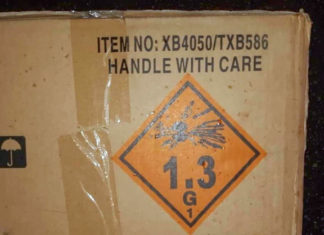 ITEM NO: XB4050/TXB586
HANDLE WITH CARE
1.3
G
1